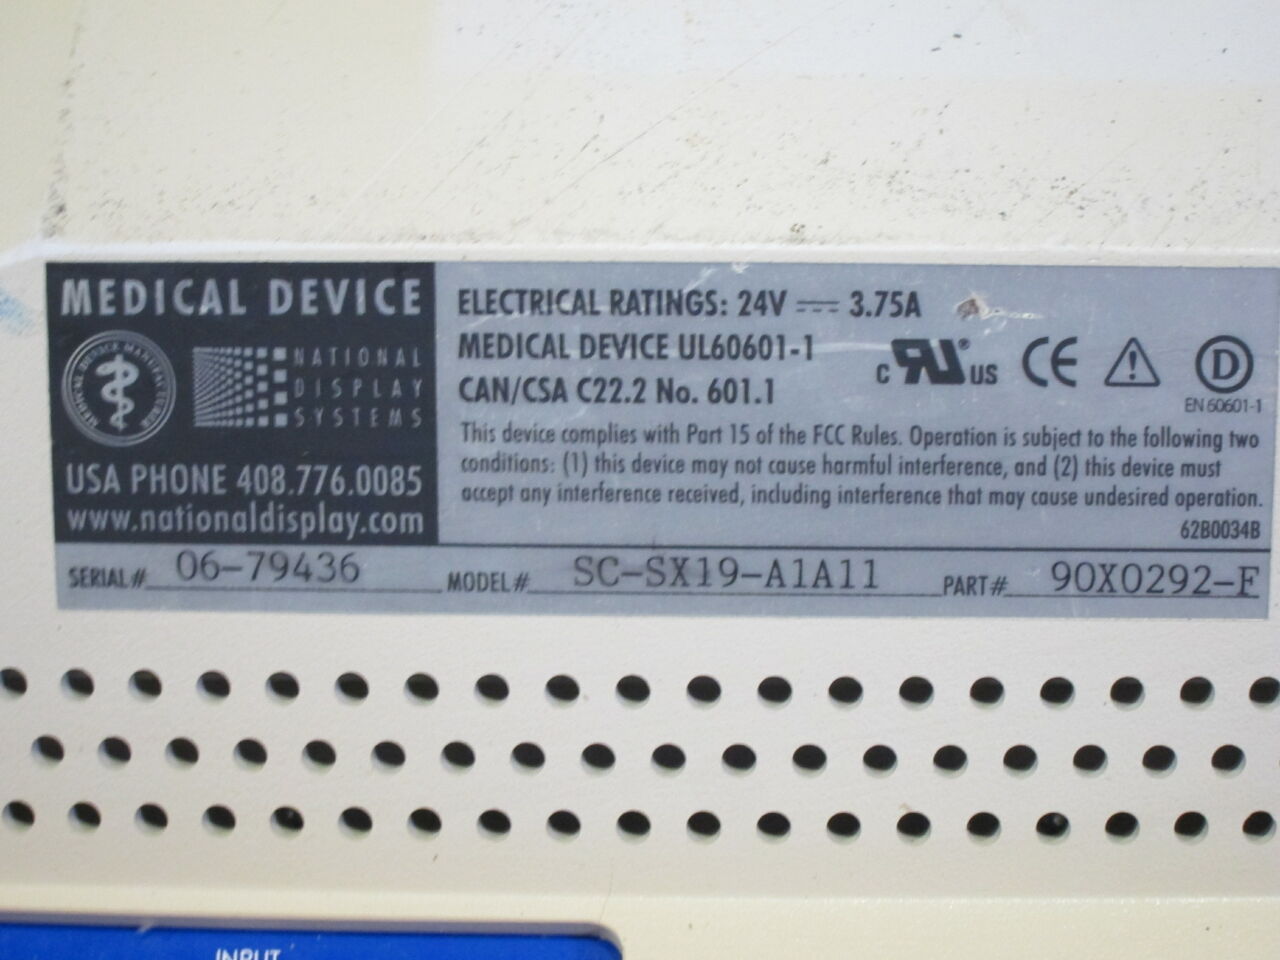 MEDICAL DEVICE
NATIONAL
DISPLAY
SYSTEMS
USA PHONE 408.776.0085
www.nationaldisplay.com
ELECTRICAL RATINGS: 24V ⎓ 3.75A
MEDICAL DEVICE UL60601-1
CAN/CSA C22.2 No. 601.1
C RU® US CE D
EN 60601-1
This device complies with Part 15 of the FCC Rules. Operation is subject to the following two
conditions: (1) this device may not cause harmful interference, and (2) this device must
accept any interference received, including interference that may cause undesired operation.
62B0034B
SERIAL# 06-79436 MODEL# SC-SX19-A1A11 PART# 90X0292-F
INPUT